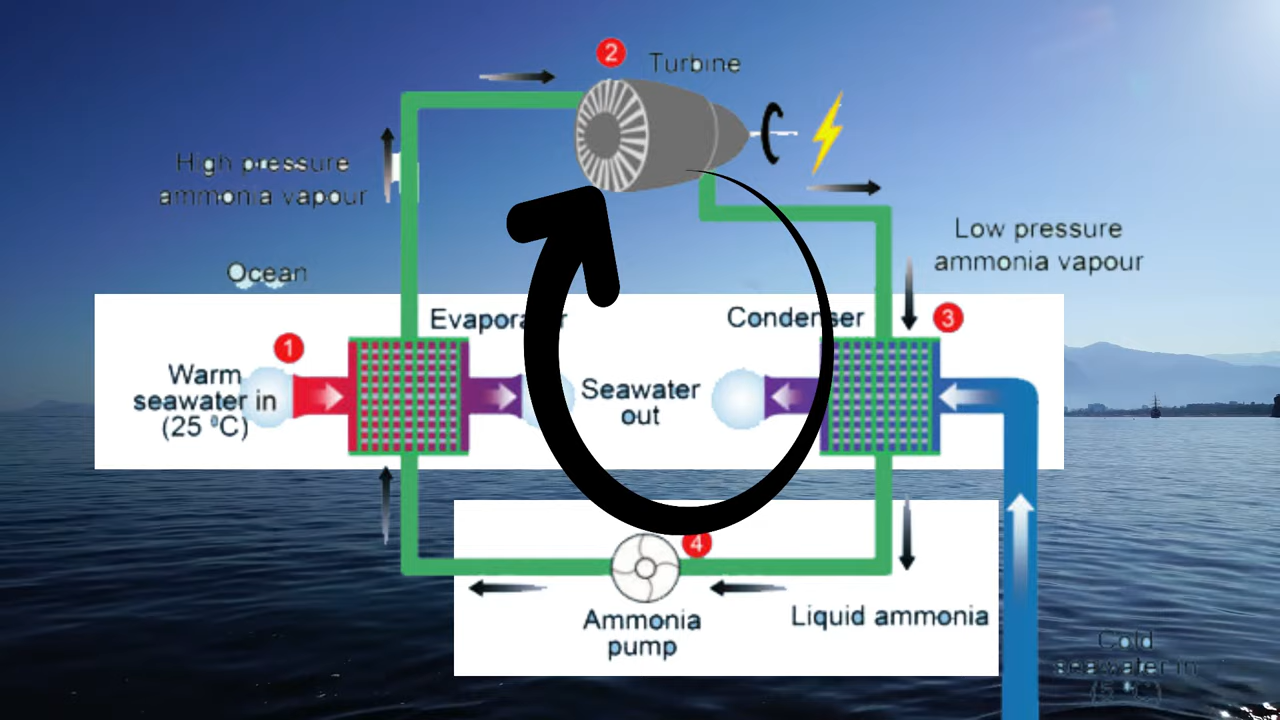 2
Turbine
High pressure
ammonia vapour
Low pressure
ammonia vapour
Ocean
Condenser
3
1
Warm
seawater in
(25 ⁰C)
Seawater
out
4
Ammonia
pump
Liquid ammonia
Cold
seawater in